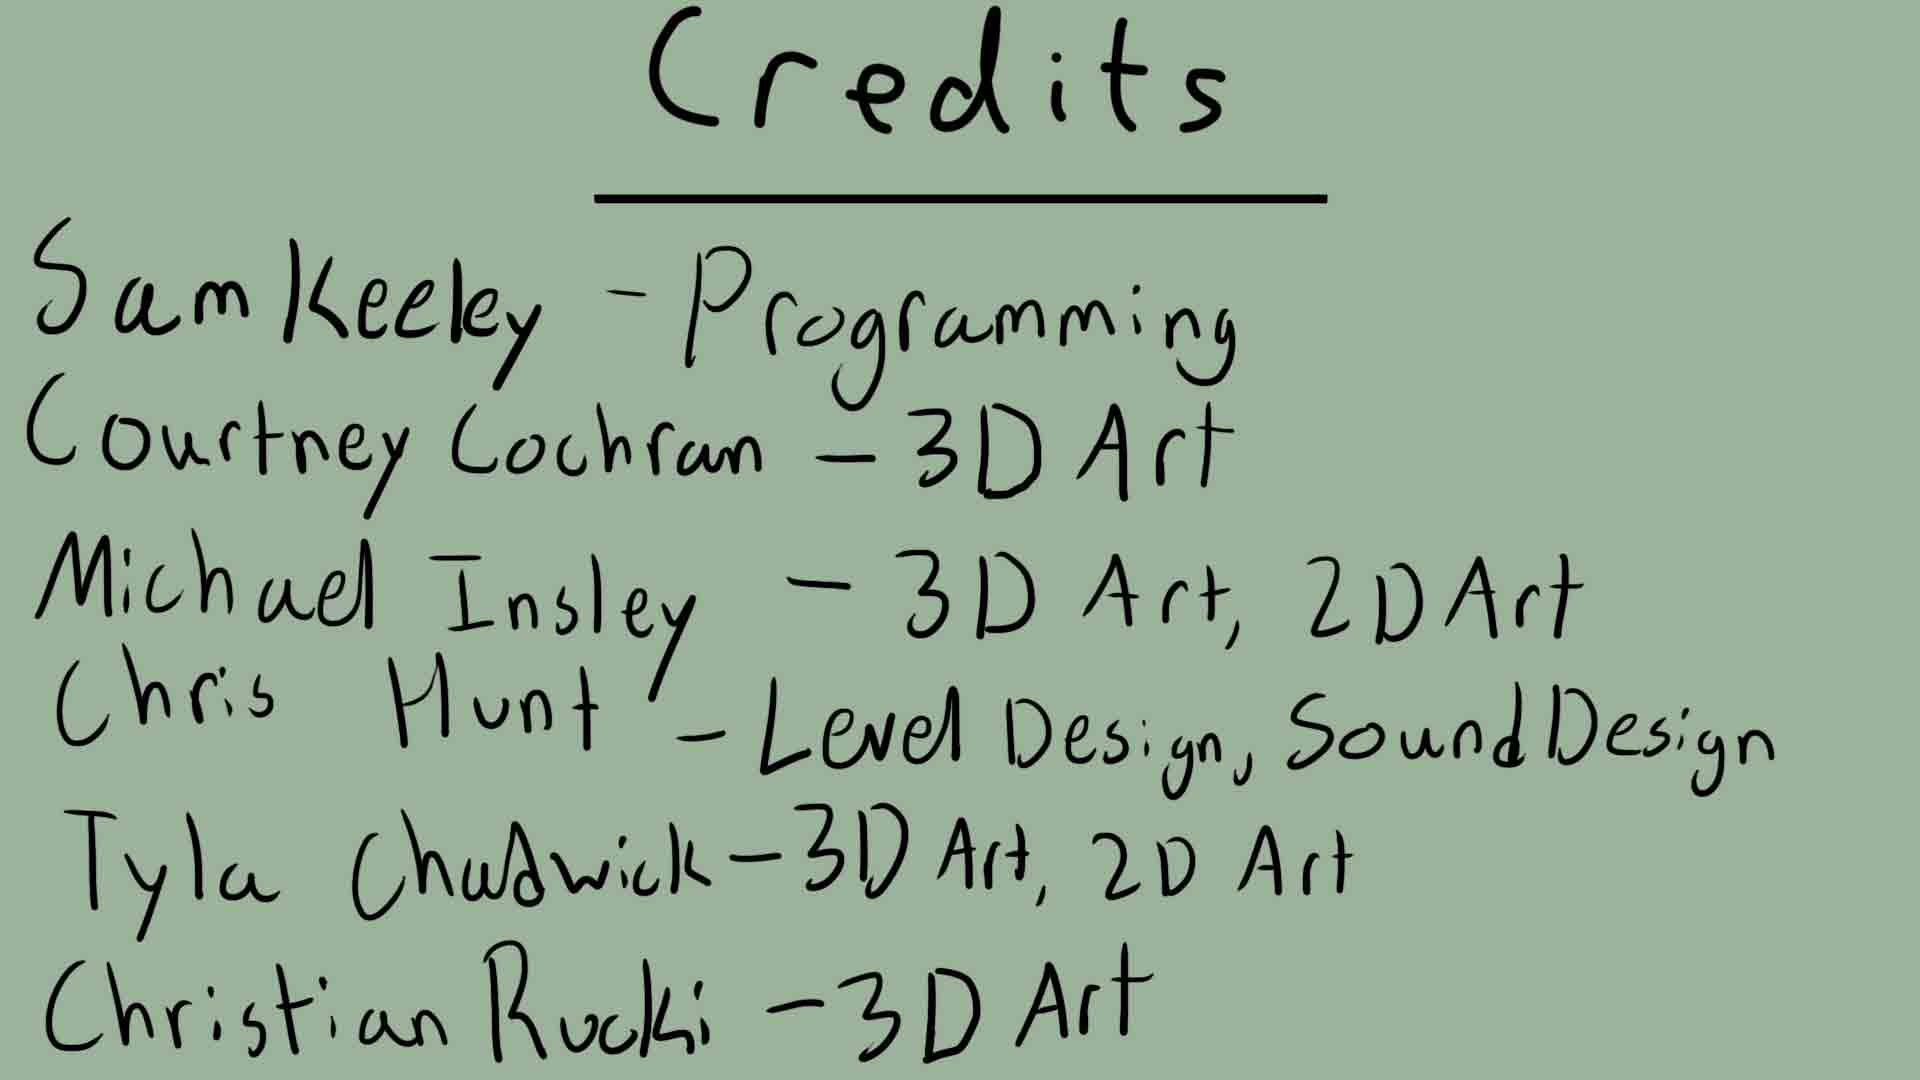 Credits
Sam Keeley - Programming
Courtney Cochran - 3D Art
Michael Insley - 3D Art, 2D Art
Chris Hunt - Level Design, Sound Design
Tyla Chadwick - 3D Art, 2D Art
Christian Rucki - 3D Art